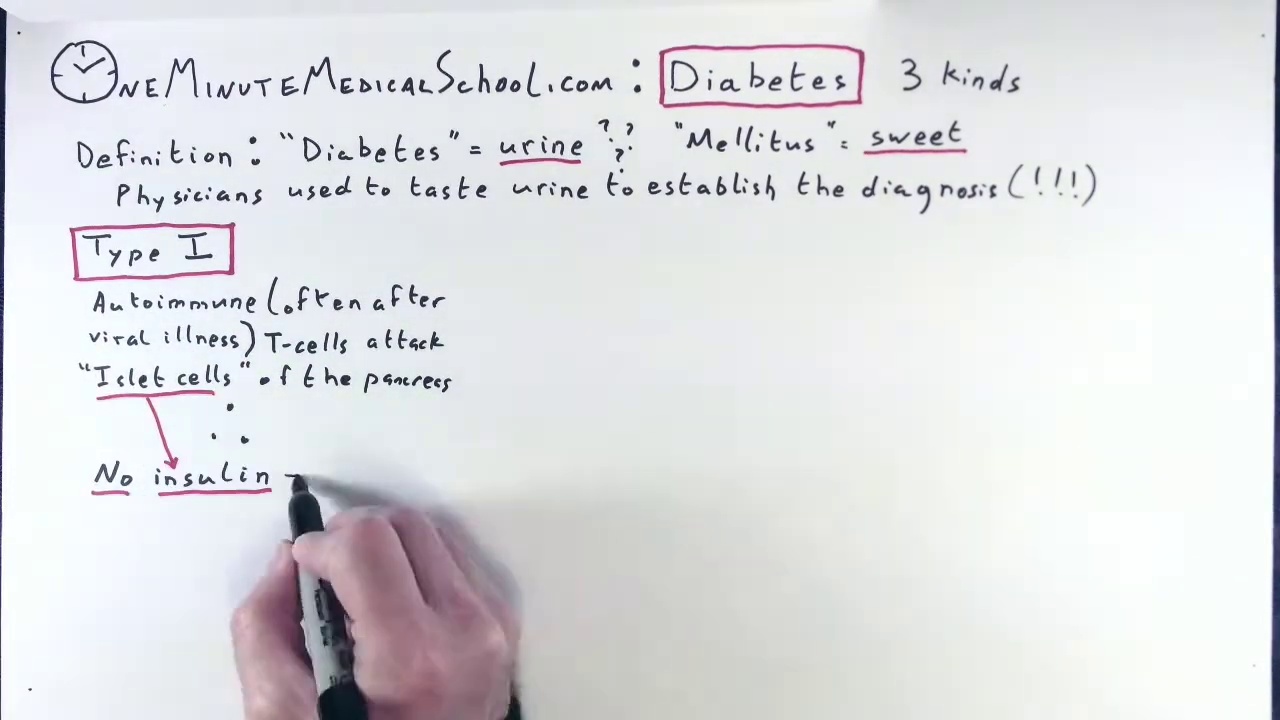 OneMinuteMedicalSchool.com : Diabetes 3 kinds
Definition : "Diabetes" = urine ? ? ? "Mellitus" = sweet
Physicians used to taste urine to establish the diagnosis (!!!)
Type I
Autoimmune (often after
viral illness) T-cells attack
"Islet cells" of the pancreas
No insulin